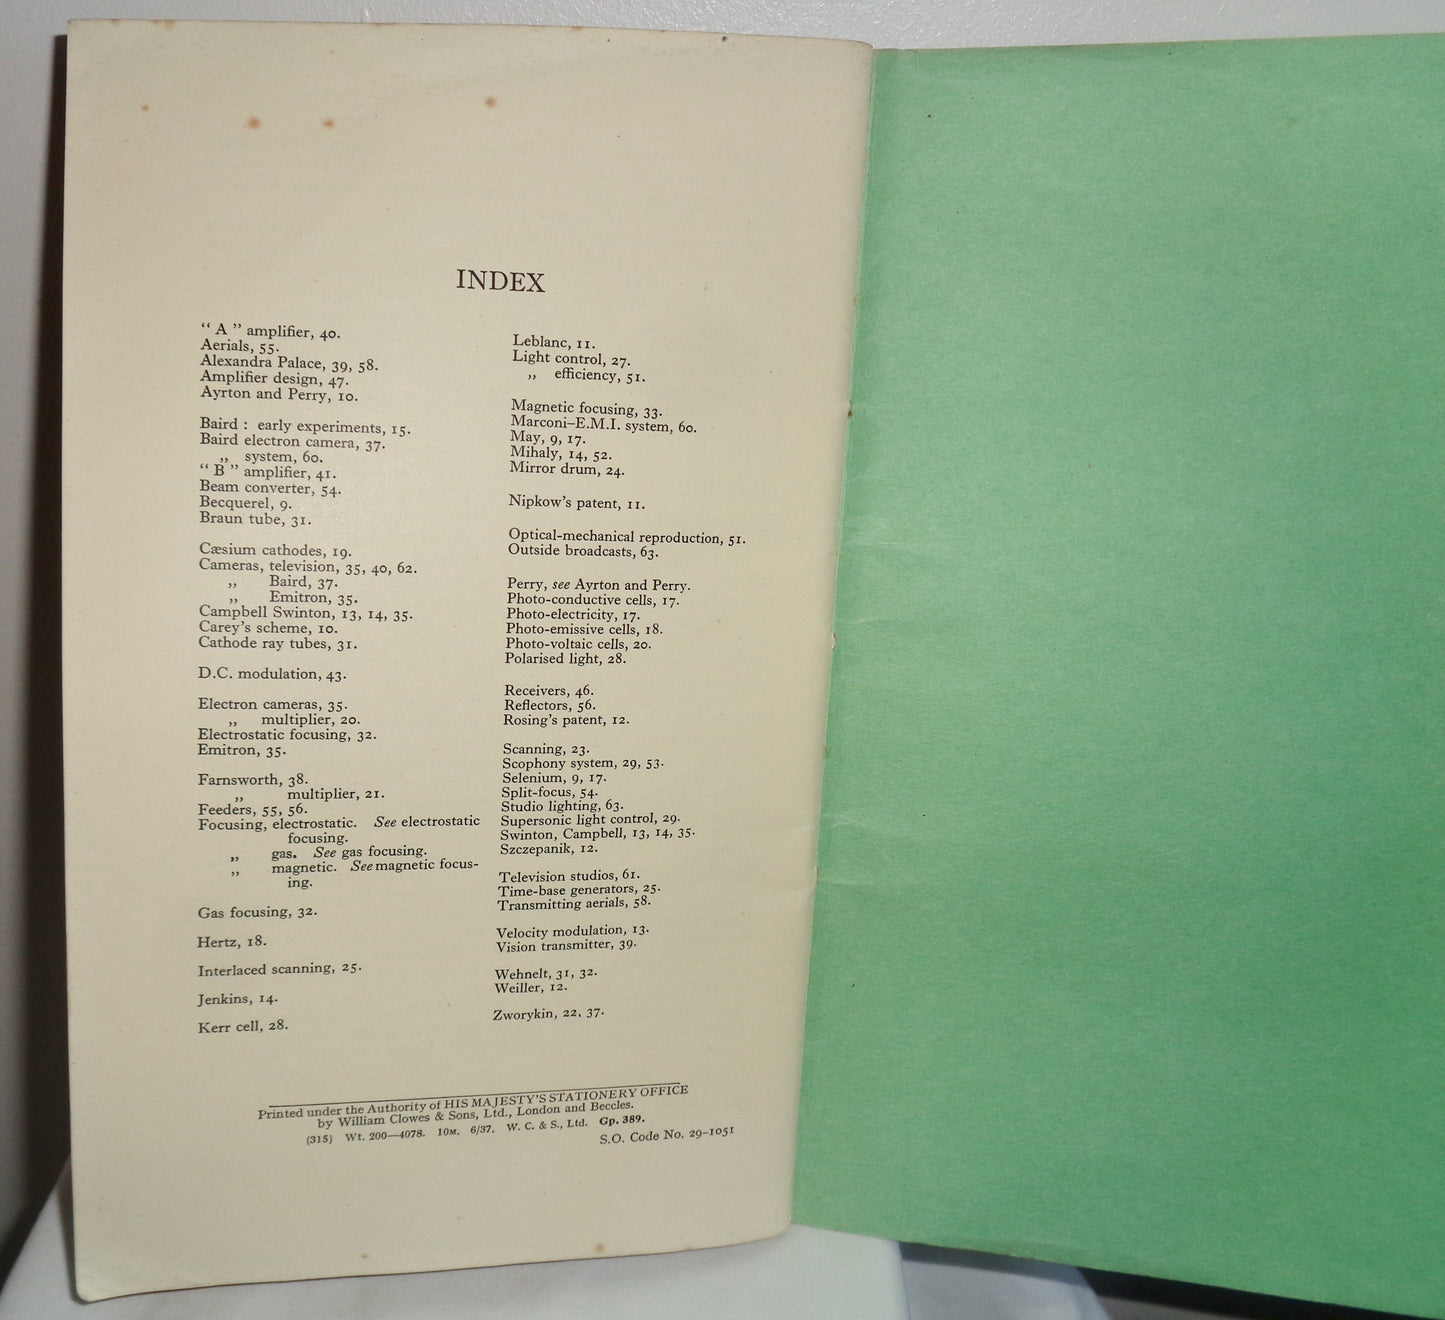 INDEX
“ A ” amplifier, 40.
Aerials, 55.
Alexandra Palace, 39, 58.
Amplifier design, 47.
Ayrton and Perry, 10.
Baird : early experiments, 15.
Baird electron camera, 37.
„ system, 60.
“ B ” amplifier, 41.
Beam converter, 54.
Becquerel, 9.
Braun tube, 31.
Cæsium cathodes, 19.
Cameras, television, 35, 40, 62.
„ Baird, 37.
„ Emitron, 35.
Campbell Swinton, 13, 14, 35.
Carey's scheme, 10.
Cathode ray tubes, 31.
D.C. modulation, 43.
Electron cameras, 35.
„ multiplier, 20.
Electrostatic focusing, 32.
Emitron, 35.
Farnsworth, 38.
„ multiplier, 21.
Feeders, 55, 56.
Focusing, electrostatic. See electrostatic
focusing.
„ gas. See gas focusing.
„ magnetic. See magnetic focus-
ing.
Gas focusing, 32.
Hertz, 18.
Interlaced scanning, 25.
Jenkins, 14.
Kerr cell, 28.
Leblanc, 11.
Light control, 27.
„ efficiency, 51.
Magnetic focusing, 33.
Marconi–E.M.I. system, 60.
May, 9, 17.
Mihaly, 14, 52.
Mirror drum, 24.
Nipkow's patent, 11.
Optical-mechanical reproduction, 51.
Outside broadcasts, 63.
Perry, see Ayrton and Perry.
Photo-conductive cells, 17.
Photo-electricity, 17.
Photo-emissive cells, 18.
Photo-voltaic cells, 20.
Polarised light, 28.
Receivers, 46.
Reflectors, 56.
Rosing's patent, 12.
Scanning, 23.
Scophony system, 29, 53.
Selenium, 9, 17.
Split-focus, 54.
Studio lighting, 63.
Supersonic light control, 29.
Swinton, Campbell, 13, 14, 35.
Szczepanik, 12.
Television studios, 61.
Time-base generators, 25.
Transmitting aerials, 58.
Velocity modulation, 13.
Vision transmitter, 39.
Wehnelt, 31, 32.
Weiller, 12.
Zworykin, 22, 37.
Printed under the Authority of HIS MAJESTY'S STATIONERY OFFICE
by William Clowes & Sons, Ltd., London and Beccles.
(315) Wt. 200—4078. 10M. 6/37. W. C. & S., Ltd. Gp. 389.
S.O. Code No. 29–1051